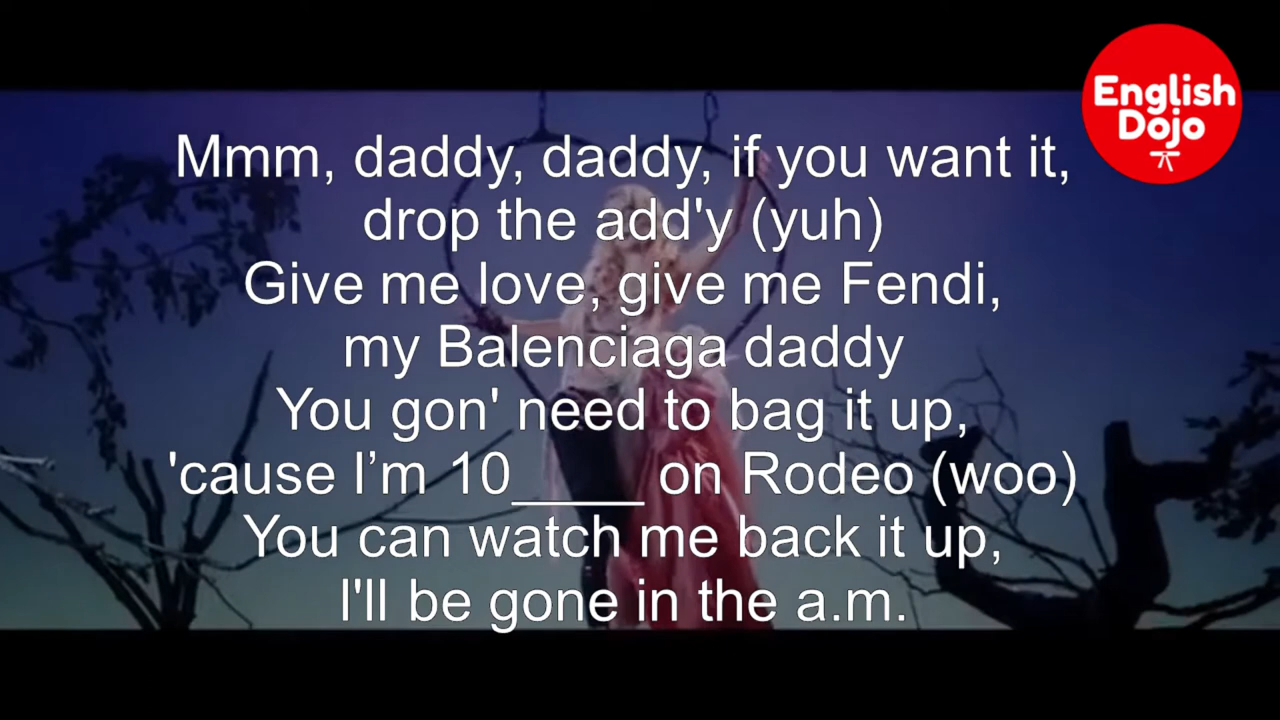 English
Dojo
Mmm, daddy, daddy, if you want it,
drop the add'y (yuh)
Give me love, give me Fendi,
my Balenciaga daddy
You gon' need to bag it up,
'cause I’m 10____ on Rodeo (woo)
You can watch me back it up,
I'll be gone in the a.m.